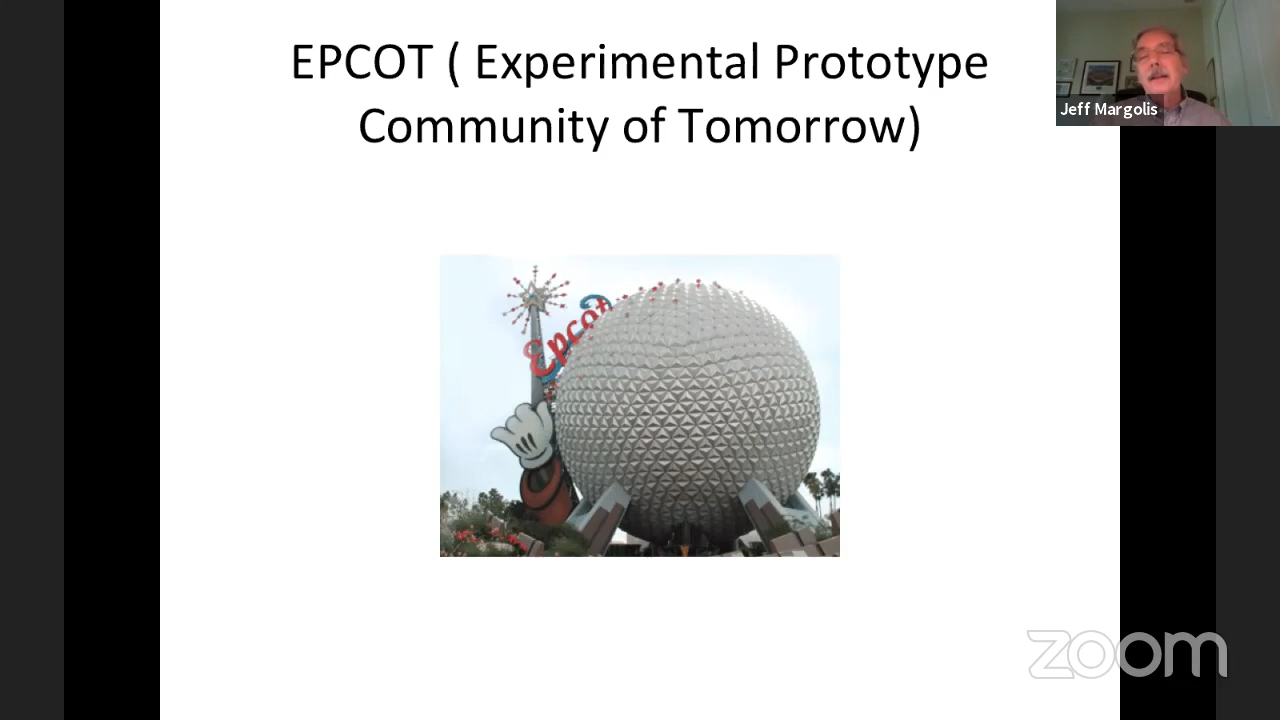 EPCOT ( Experimental Prototype
Community of Tomorrow)
Jeff Margolis
Epcot
zoom